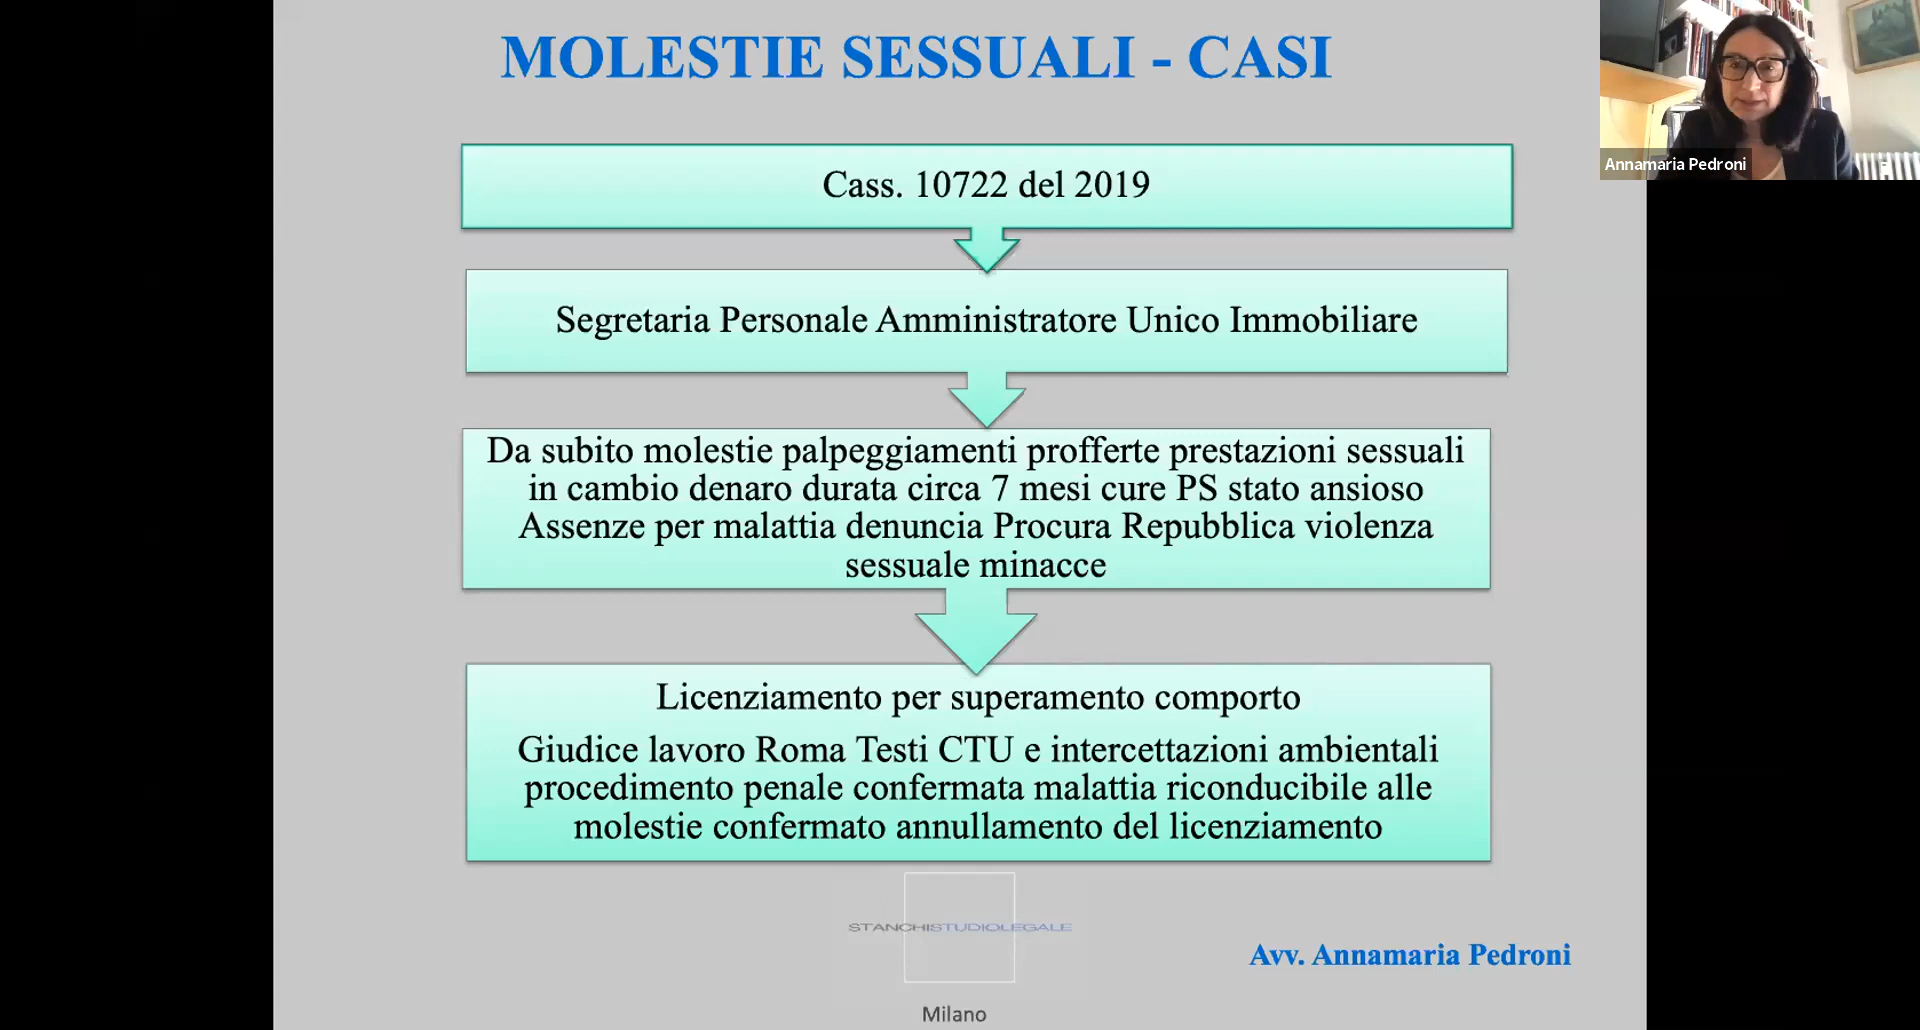 MOLESTIE SESSUALI - CASI
Annamaria Pedroni
Cass. 10722 del 2019
Segretaria Personale Amministratore Unico Immobiliare
Da subito molestie palpeggiamenti profferte prestazioni sessuali
in cambio denaro durata circa 7 mesi cure PS stato ansioso
Assenze per malattia denuncia Procura Repubblica violenza
sessuale minacce
Licenziamento per superamento comporto
Giudice lavoro Roma Testi CTU e intercettazioni ambientali
procedimento penale confermata malattia riconducibile alle
molestie confermato annullamento del licenziamento
STANCHISTUDIOLEGALE
Avv. Annamaria Pedroni
Milano